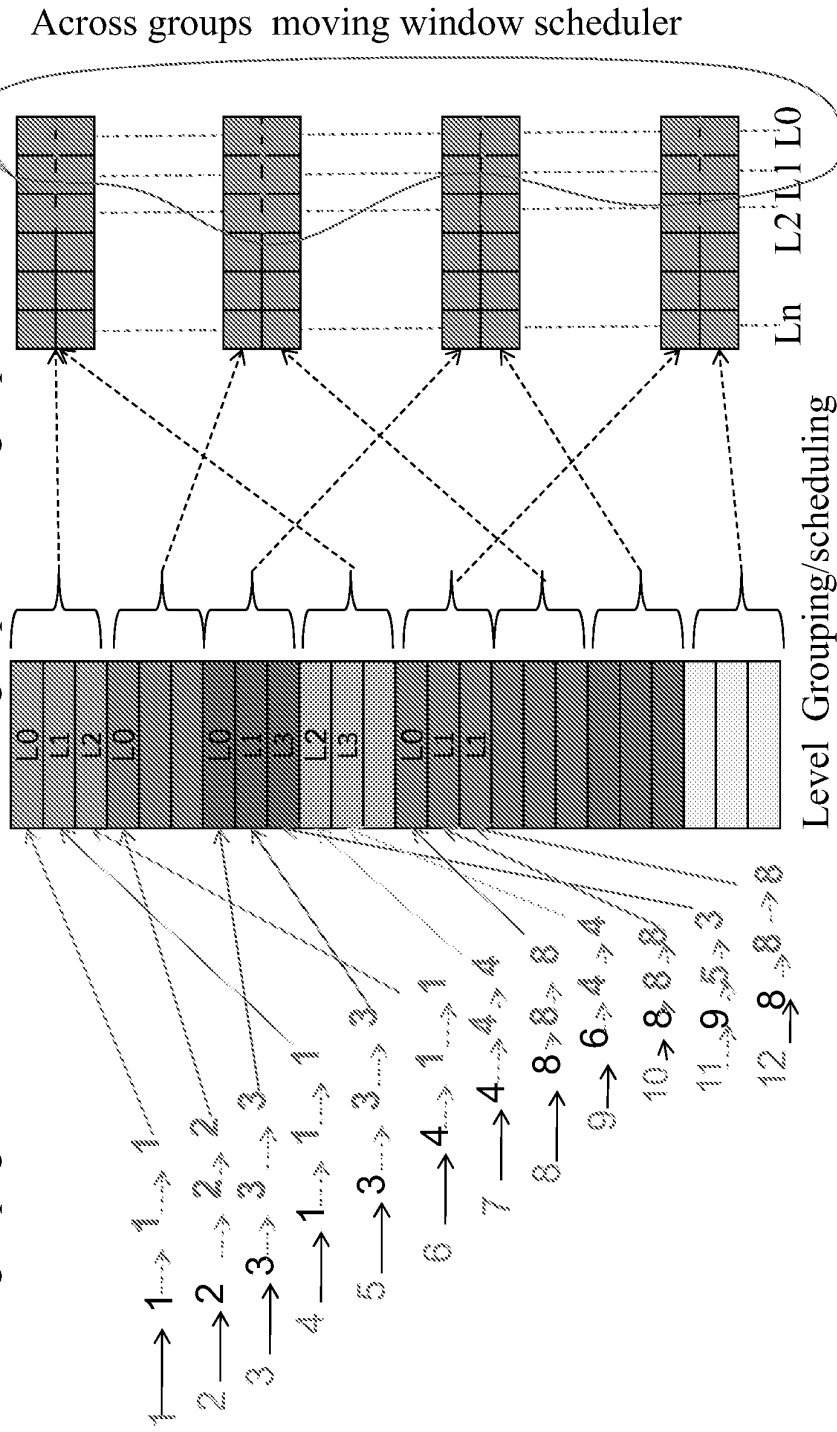 Across groups moving window scheduler
L0
L1
L2
L0
L0
L1
L3
L2
L3
L0
L1
L1
1 1 1 1
2 2 2 2
3 3 3 3
4 1 1 1
5 3 3 3
6 4 1 1
7 4 4 4
8 8 8 8
9 6 4 4
10 8 8 8
11 9 5 3
12 8 8 8
Ln L2 L1 L0
Level Grouping/scheduling